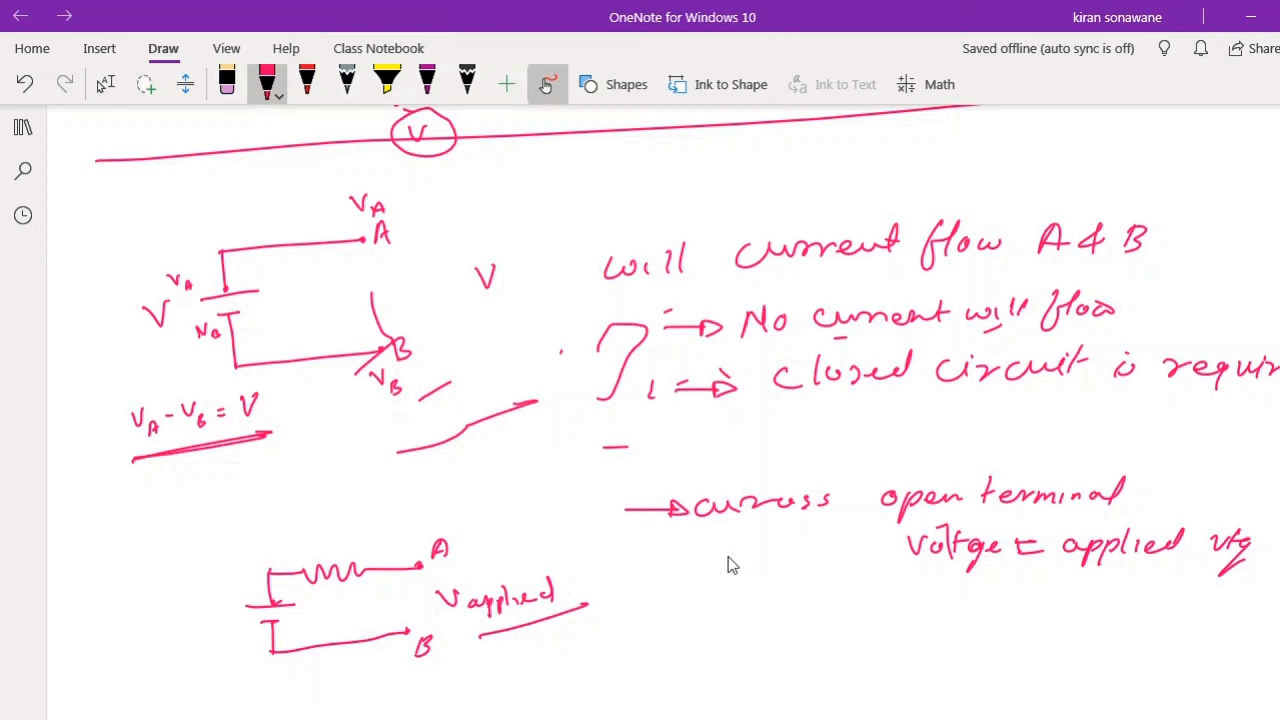 OneNote for Windows 10
kiran sonawane
Home Insert Draw View Help Class Notebook
Saved offline (auto sync is off)
Share
Shapes
Ink to Shape
Ink to Text
Math
V
VA
A
VA
V
VB
B
VB
V
VA - VB = V
will current flow A & B
No current will flow
closed circuit is requir
across open terminal
voltge = applied vtg
A
V applied
B